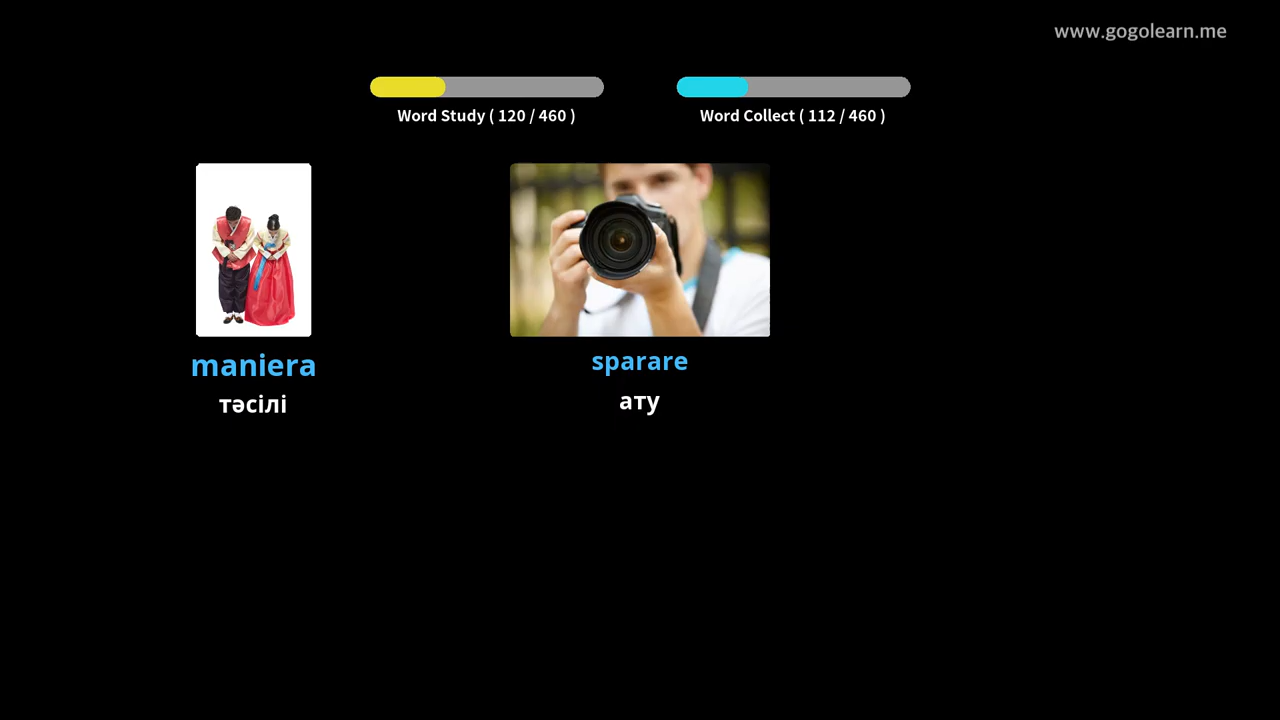 www.gogolearn.me
Word Study ( 120 / 460 )
Word Collect ( 112 / 460 )
maniera
тәсілі
sparare
ату